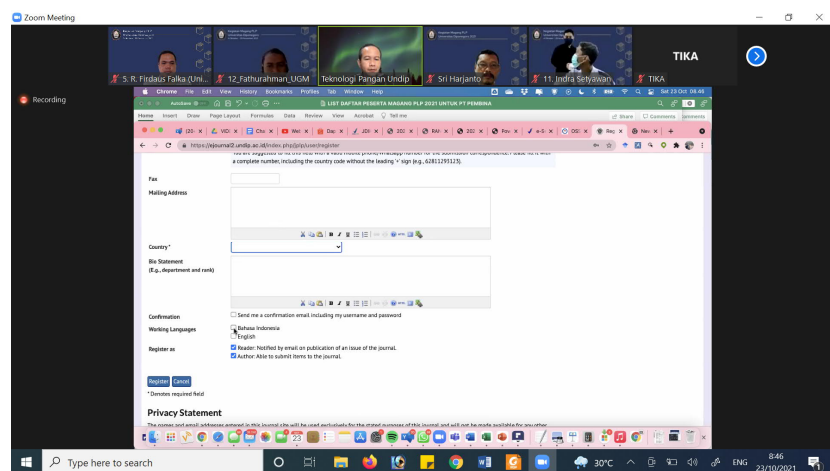 Zoom Meeting
5. R. Firdaus Falka (Uni...
12_Fathurahman_UGM
Teknologi Pangan Undip
Sri Harjanto
11. Indra Setyawan
TIKA
TIKA
Recording
Chrome File Edit View History Bookmarks Profiles Tab Window Help
Sat 23 Oct 08.46
AutoSave
LIST DAFTAR PESERTA MADANG PLP 2021 UNTUK PT PEMBINA
Home Insert Draw Page Layout Formulas Data Review View Acrobat Tell me
Share Comments
https://ejournal2.undip.ac.id/index.php/jplp/user/register
a complete number, including the country code without the leading '+' sign (e.g., 62811293123).
Fax
Mailing Address
Country *
Bio Statement
(E.g., department and rank)
Confirmation
Send me a confirmation email including my username and password
Working Languages
Bahasa Indonesia
English
Register as
Reader: Notified by email on publication of an issue of the journal.
Author: Able to submit items to the journal.
Register Cancel
* Denotes required field
Privacy Statement
Type here to search
30°C
ENG
8:46
23/10/2021